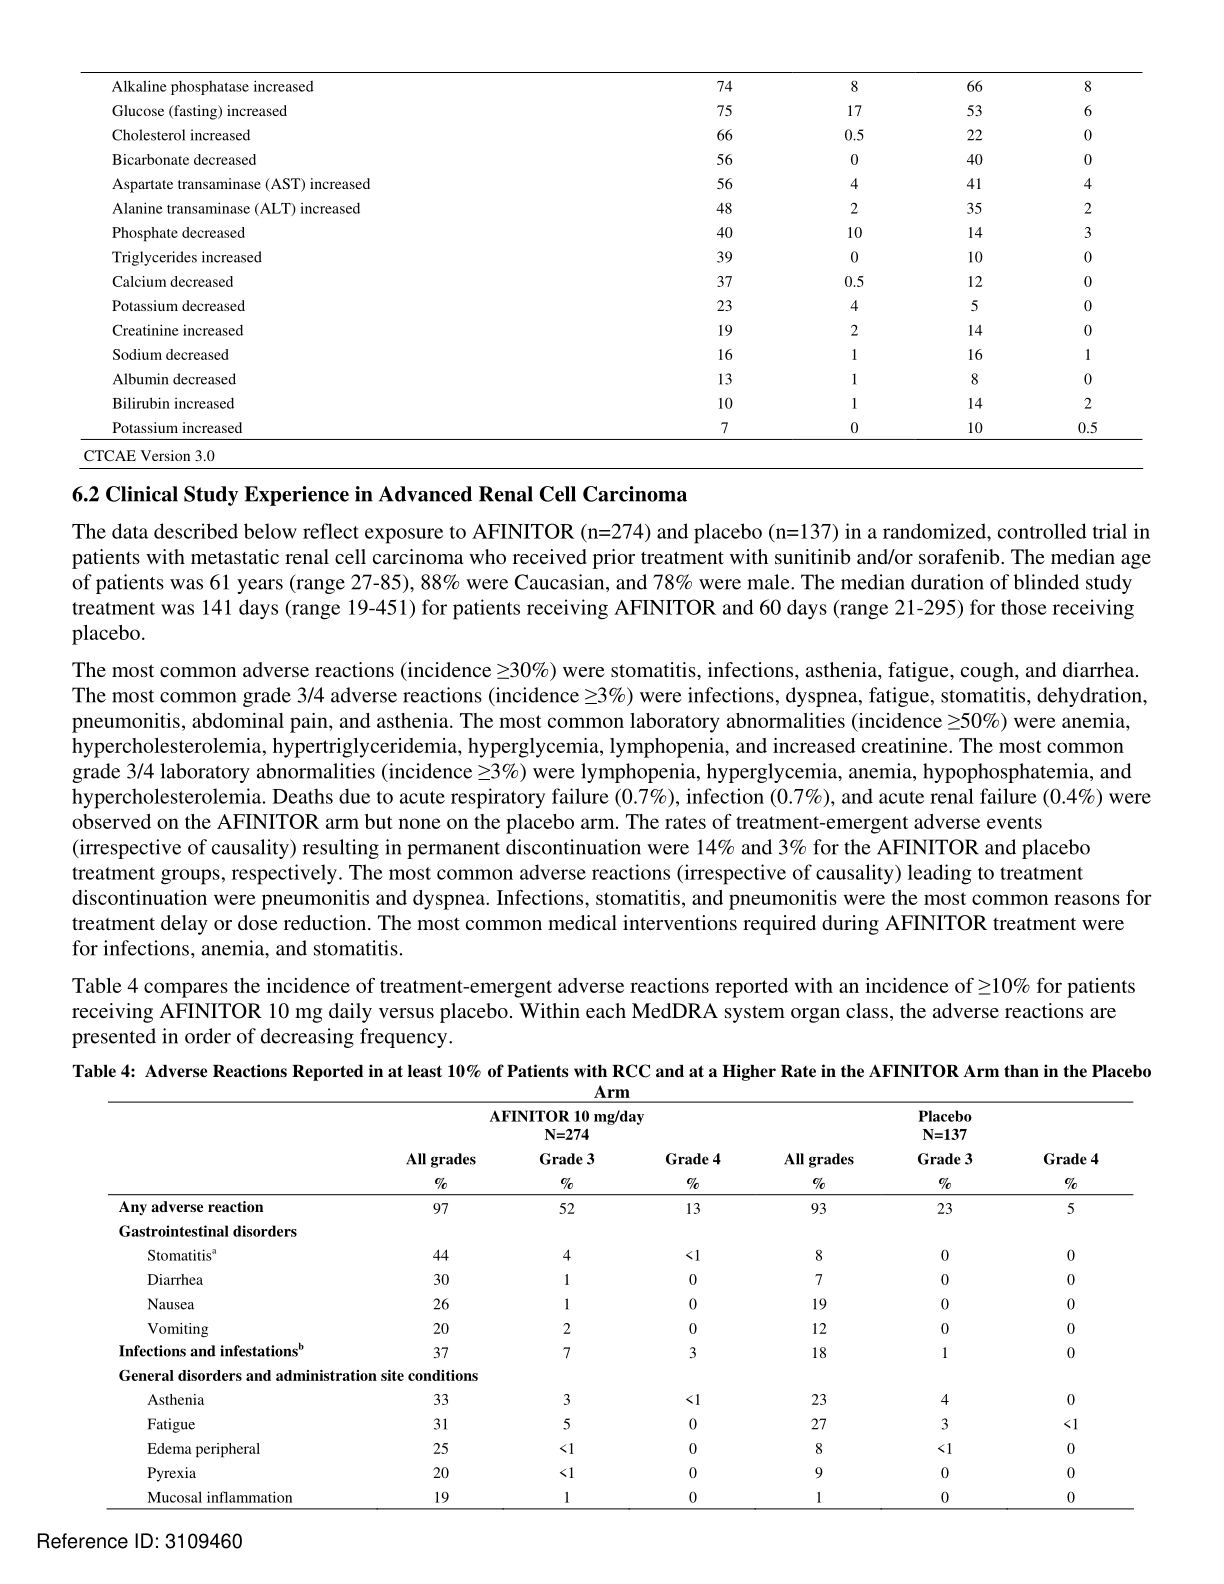 Alkaline phosphatase increased 74 8 66 8
Glucose (fasting) increased 75 17 53 6
Cholesterol increased 66 0.5 22 0
Bicarbonate decreased 56 0 40 0
Aspartate transaminase (AST) increased 56 4 41 4
Alanine transaminase (ALT) increased 48 2 35 2
Phosphate decreased 40 10 14 3
Triglycerides increased 39 0 10 0
Calcium decreased 37 0.5 12 0
Potassium decreased 23 4 5 0
Creatinine increased 19 2 14 0
Sodium decreased 16 1 16 1
Albumin decreased 13 1 8 0
Bilirubin increased 10 1 14 2
Potassium increased 7 0 10 0.5
CTCAE Version 3.0
6.2 Clinical Study Experience in Advanced Renal Cell Carcinoma
The data described below reflect exposure to AFINITOR (n=274) and placebo (n=137) in a randomized, controlled trial in
patients with metastatic renal cell carcinoma who received prior treatment with sunitinib and/or sorafenib. The median age
of patients was 61 years (range 27-85), 88% were Caucasian, and 78% were male. The median duration of blinded study
treatment was 141 days (range 19-451) for patients receiving AFINITOR and 60 days (range 21-295) for those receiving
placebo.
The most common adverse reactions (incidence ≥30%) were stomatitis, infections, asthenia, fatigue, cough, and diarrhea.
The most common grade 3/4 adverse reactions (incidence ≥3%) were infections, dyspnea, fatigue, stomatitis, dehydration,
pneumonitis, abdominal pain, and asthenia. The most common laboratory abnormalities (incidence ≥50%) were anemia,
hypercholesterolemia, hypertriglyceridemia, hyperglycemia, lymphopenia, and increased creatinine. The most common
grade 3/4 laboratory abnormalities (incidence ≥3%) were lymphopenia, hyperglycemia, anemia, hypophosphatemia, and
hypercholesterolemia. Deaths due to acute respiratory failure (0.7%), infection (0.7%), and acute renal failure (0.4%) were
observed on the AFINITOR arm but none on the placebo arm. The rates of treatment-emergent adverse events
(irrespective of causality) resulting in permanent discontinuation were 14% and 3% for the AFINITOR and placebo
treatment groups, respectively. The most common adverse reactions (irrespective of causality) leading to treatment
discontinuation were pneumonitis and dyspnea. Infections, stomatitis, and pneumonitis were the most common reasons for
treatment delay or dose reduction. The most common medical interventions required during AFINITOR treatment were
for infections, anemia, and stomatitis.
Table 4 compares the incidence of treatment-emergent adverse reactions reported with an incidence of ≥10% for patients
receiving AFINITOR 10 mg daily versus placebo. Within each MedDRA system organ class, the adverse reactions are
presented in order of decreasing frequency.
Table 4: Adverse Reactions Reported in at least 10% of Patients with RCC and at a Higher Rate in the AFINITOR Arm than in the Placebo
Arm
AFINITOR 10 mg/day Placebo
N=274 N=137
All grades Grade 3 Grade 4 All grades Grade 3 Grade 4
% % % % % %
Any adverse reaction 97 52 13 93 23 5
Gastrointestinal disorders
Stomatitisᵃ 44 4 <1 8 0 0
Diarrhea 30 1 0 7 0 0
Nausea 26 1 0 19 0 0
Vomiting 20 2 0 12 0 0
Infections and infestationsᵇ 37 7 3 18 1 0
General disorders and administration site conditions
Asthenia 33 3 <1 23 4 0
Fatigue 31 5 0 27 3 <1
Edema peripheral 25 <1 0 8 <1 0
Pyrexia 20 <1 0 9 0 0
Mucosal inflammation 19 1 0 1 0 0
Reference ID: 3109460